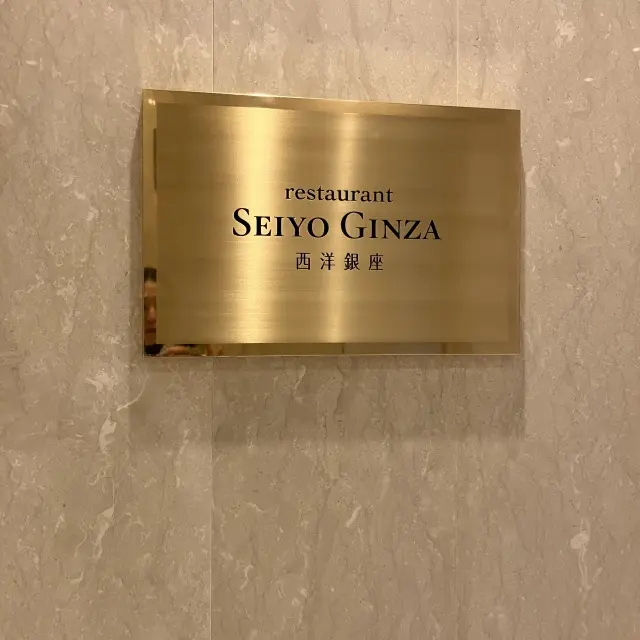 restaurant
SEIYO GINZA
西洋銀座